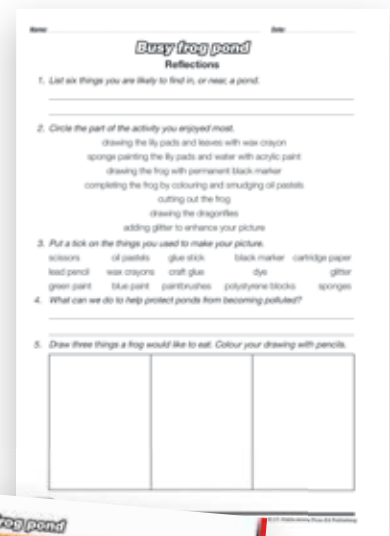 Name: Date:
Busy frog pond
Reflections
1. List six things you are likely to find in, or near, a pond.
2. Circle the part of the activity you enjoyed most.
drawing the lily pads and leaves with wax crayon
sponge painting the lily pads and water with acrylic paint
drawing the frog with permanent black marker
completing the frog by colouring and smudging oil pastels
cutting out the frog
drawing the dragonflies
adding glitter to enhance your picture
3. Put a tick on the things you used to make your picture.
scissors oil pastels glue stick black marker cartridge paper
lead pencil wax crayons craft glue dye glitter
green paint blue paint paintbrushes polystyrene blocks sponges
4. What can we do to help protect ponds from becoming polluted?
5. Draw three things a frog would like to eat. Colour your drawing with pencils.
frog pond